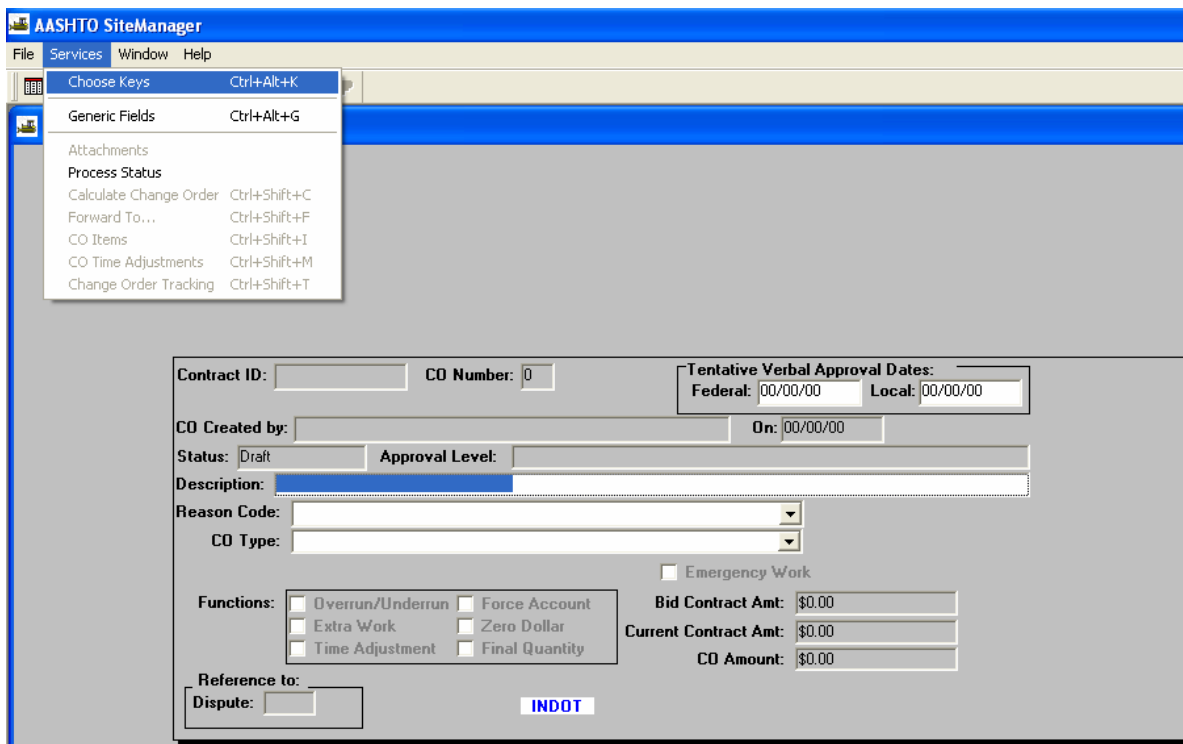 AASHTO SiteManager
File Services Window Help
Choose Keys Ctrl+Alt+K
Generic Fields Ctrl+Alt+G
Attachments
Process Status
Calculate Change Order Ctrl+Shift+C
Forward To... Ctrl+Shift+F
CO Items Ctrl+Shift+I
CO Time Adjustments Ctrl+Shift+M
Change Order Tracking Ctrl+Shift+T
Contract ID: CO Number: 0 Tentative Verbal Approval Dates:
Federal: 00/00/00 Local: 00/00/00
CO Created by: On: 00/00/00
Status: Draft Approval Level:
Description:
Reason Code:
CO Type:
Emergency Work
Functions: Overrun/Underrun Force Account Bid Contract Amt: $0.00
Extra Work Zero Dollar Current Contract Amt: $0.00
Time Adjustment Final Quantity CO Amount: $0.00
Reference to:
Dispute: INDOT